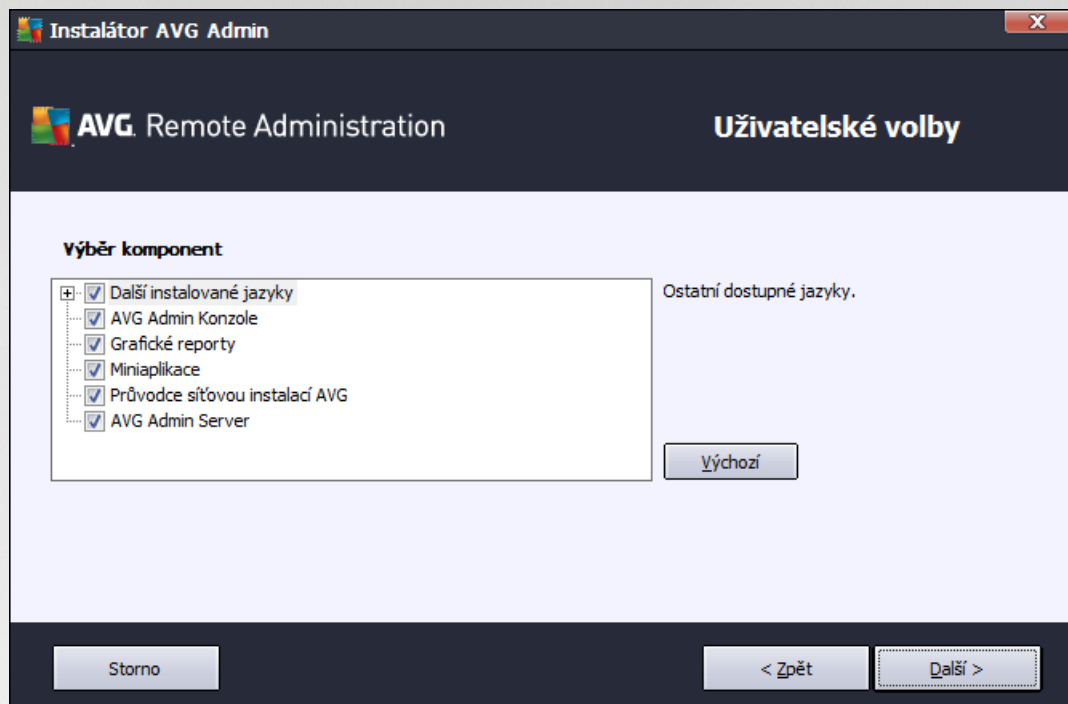 Instalátor AVG Admin
AVG. Remote Administration
Uživatelské volby
Výběr komponent
Další instalované jazyky
AVG Admin Konzole
Grafické reporty
Miniaplikace
Průvodce síťovou instalací AVG
AVG Admin Server
Ostatní dostupné jazyky.
Výchozí
Storno
< Zpět
Další >